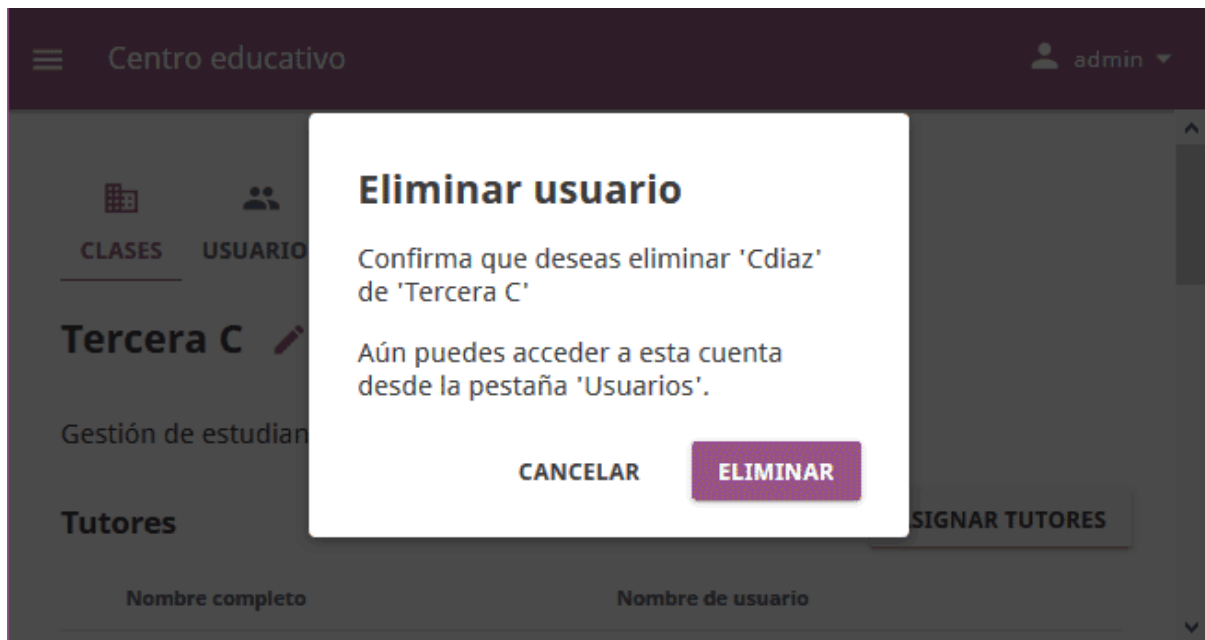 Centro educativo
admin
CLASES
USUARIO
Eliminar usuario
Confirma que deseas eliminar 'Cdiaz'
de 'Tercera C'
Aún puedes acceder a esta cuenta
desde la pestaña 'Usuarios'.
CANCELAR
ELIMINAR
Tercera C
Gestión de estudian
Tutores
SIGNAR TUTORES
Nombre completo
Nombre de usuario